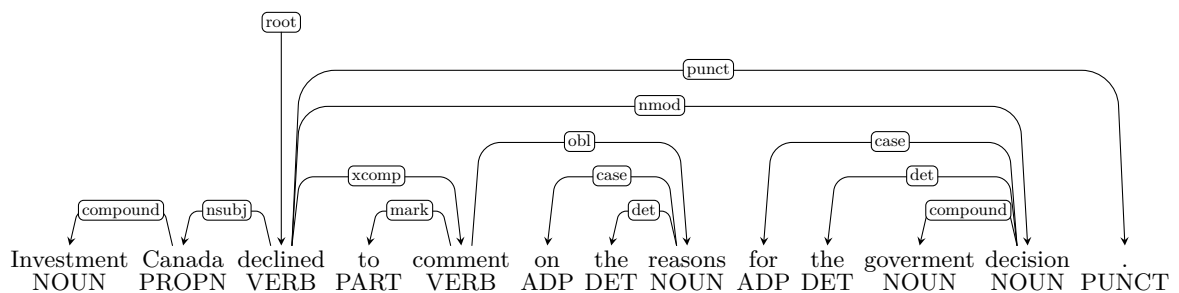 root
punct
nmod
obl case
xcomp case det
compound nsubj mark det compound
Investment Canada declined to comment on the reasons for the goverment decision .
NOUN PROPN VERB PART VERB ADP DET NOUN ADP DET NOUN NOUN PUNCT